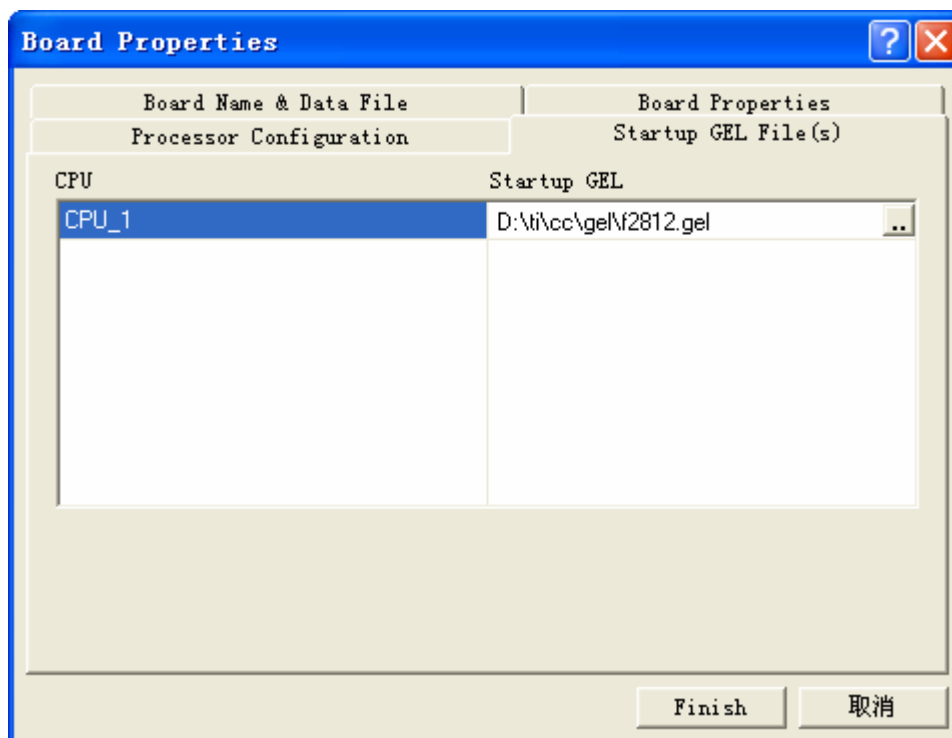 Board Properties
Board Name & Data File
Board Properties
Processor Configuration
Startup GEL File(s)
CPU
Startup GEL
CPU_1
D:\ti\cc\gel\f2812.gel
..
Finish
取消